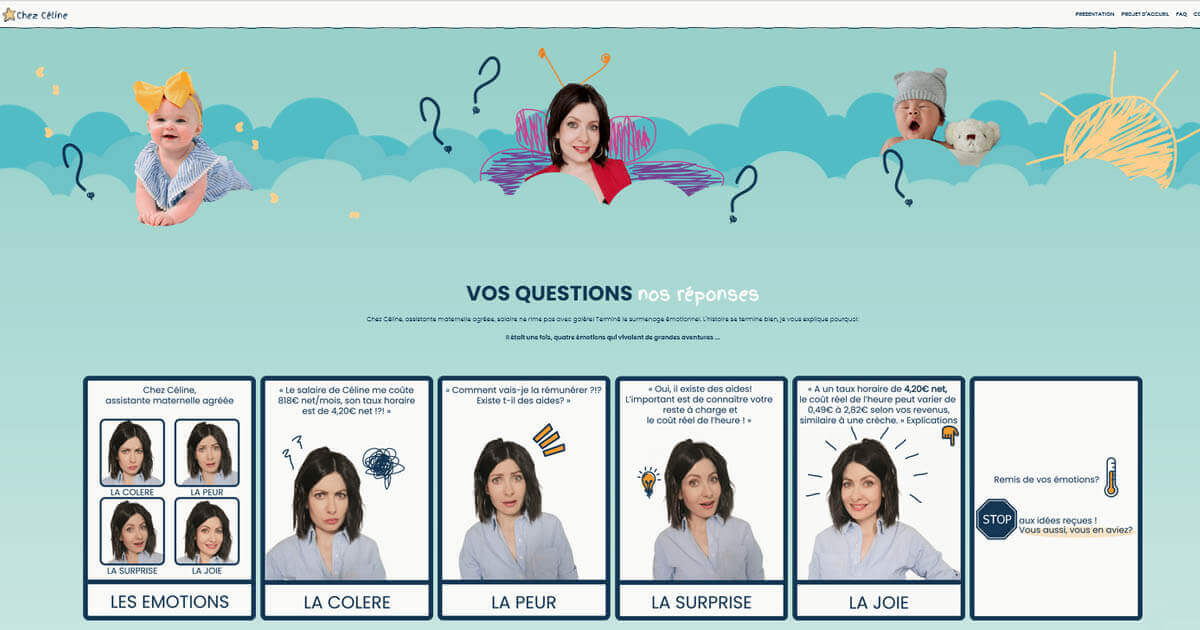 Chez Céline
PRESENTATION PROJET D'ACCUEIL FAQ CO
VOS QUESTIONS nos réponses
Chez Céline, assistante maternelle agréée, salaire ne rime pas avec galère! Terminé le surmenage émotionnel. L'histoire se termine bien, je vous explique pourquoi:
Il était une fois, quatre émotions qui vivaient de grandes aventures ...
Chez Céline,
assistante maternelle agréée
LA COLERE
LA PEUR
LA SURPRISE
LA JOIE
LES EMOTIONS
« Le salaire de Céline me coûte
818€ net/mois, son taux horaire
est de 4,20€ net !?! »
LA COLERE
« Comment vais-je la rémunérer ?!?
Existe t-il des aides? »
LA PEUR
« Oui, il existe des aides!
L'important est de connaître votre
reste à charge et
le coût réel de l'heure ! »
LA SURPRISE
« A un taux horaire de 4,20€ net,
le coût réel de l'heure peut varier de
0,49€ à 2,82€ selon vos revenus,
similaire à une crèche. » Explications
LA JOIE
Remis de vos émotions?
STOP
aux idées reçues !
Vous aussi, vous en aviez?